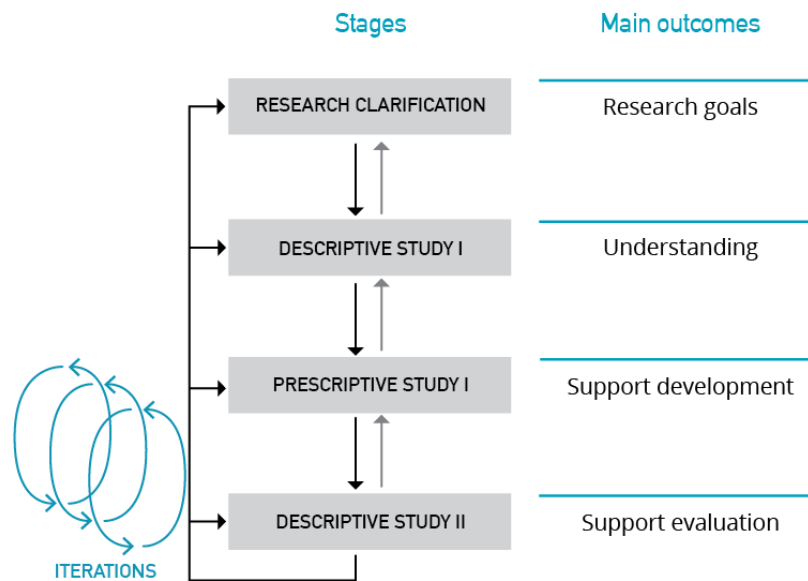 Stages
Main outcomes
RESEARCH CLARIFICATION
Research goals
DESCRIPTIVE STUDY I
Understanding
PRESCRIPTIVE STUDY I
Support development
DESCRIPTIVE STUDY II
Support evaluation
ITERATIONS